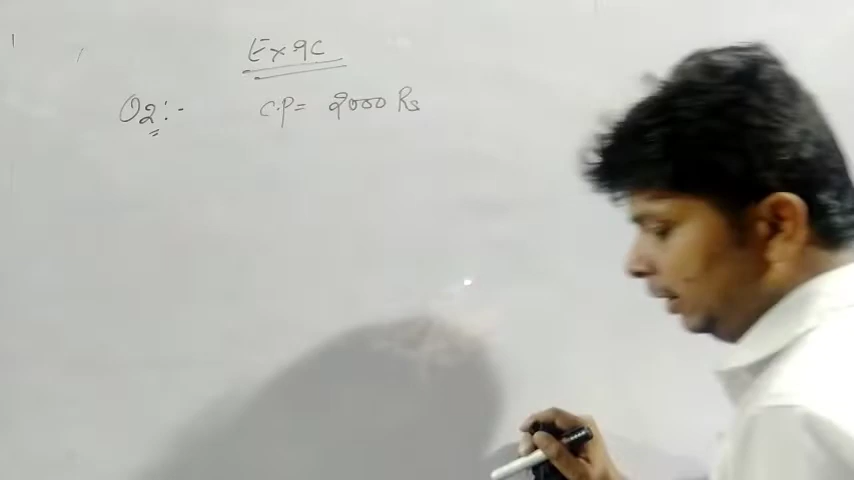 Ex 9C
Q2:- C.P = 2000 Rs